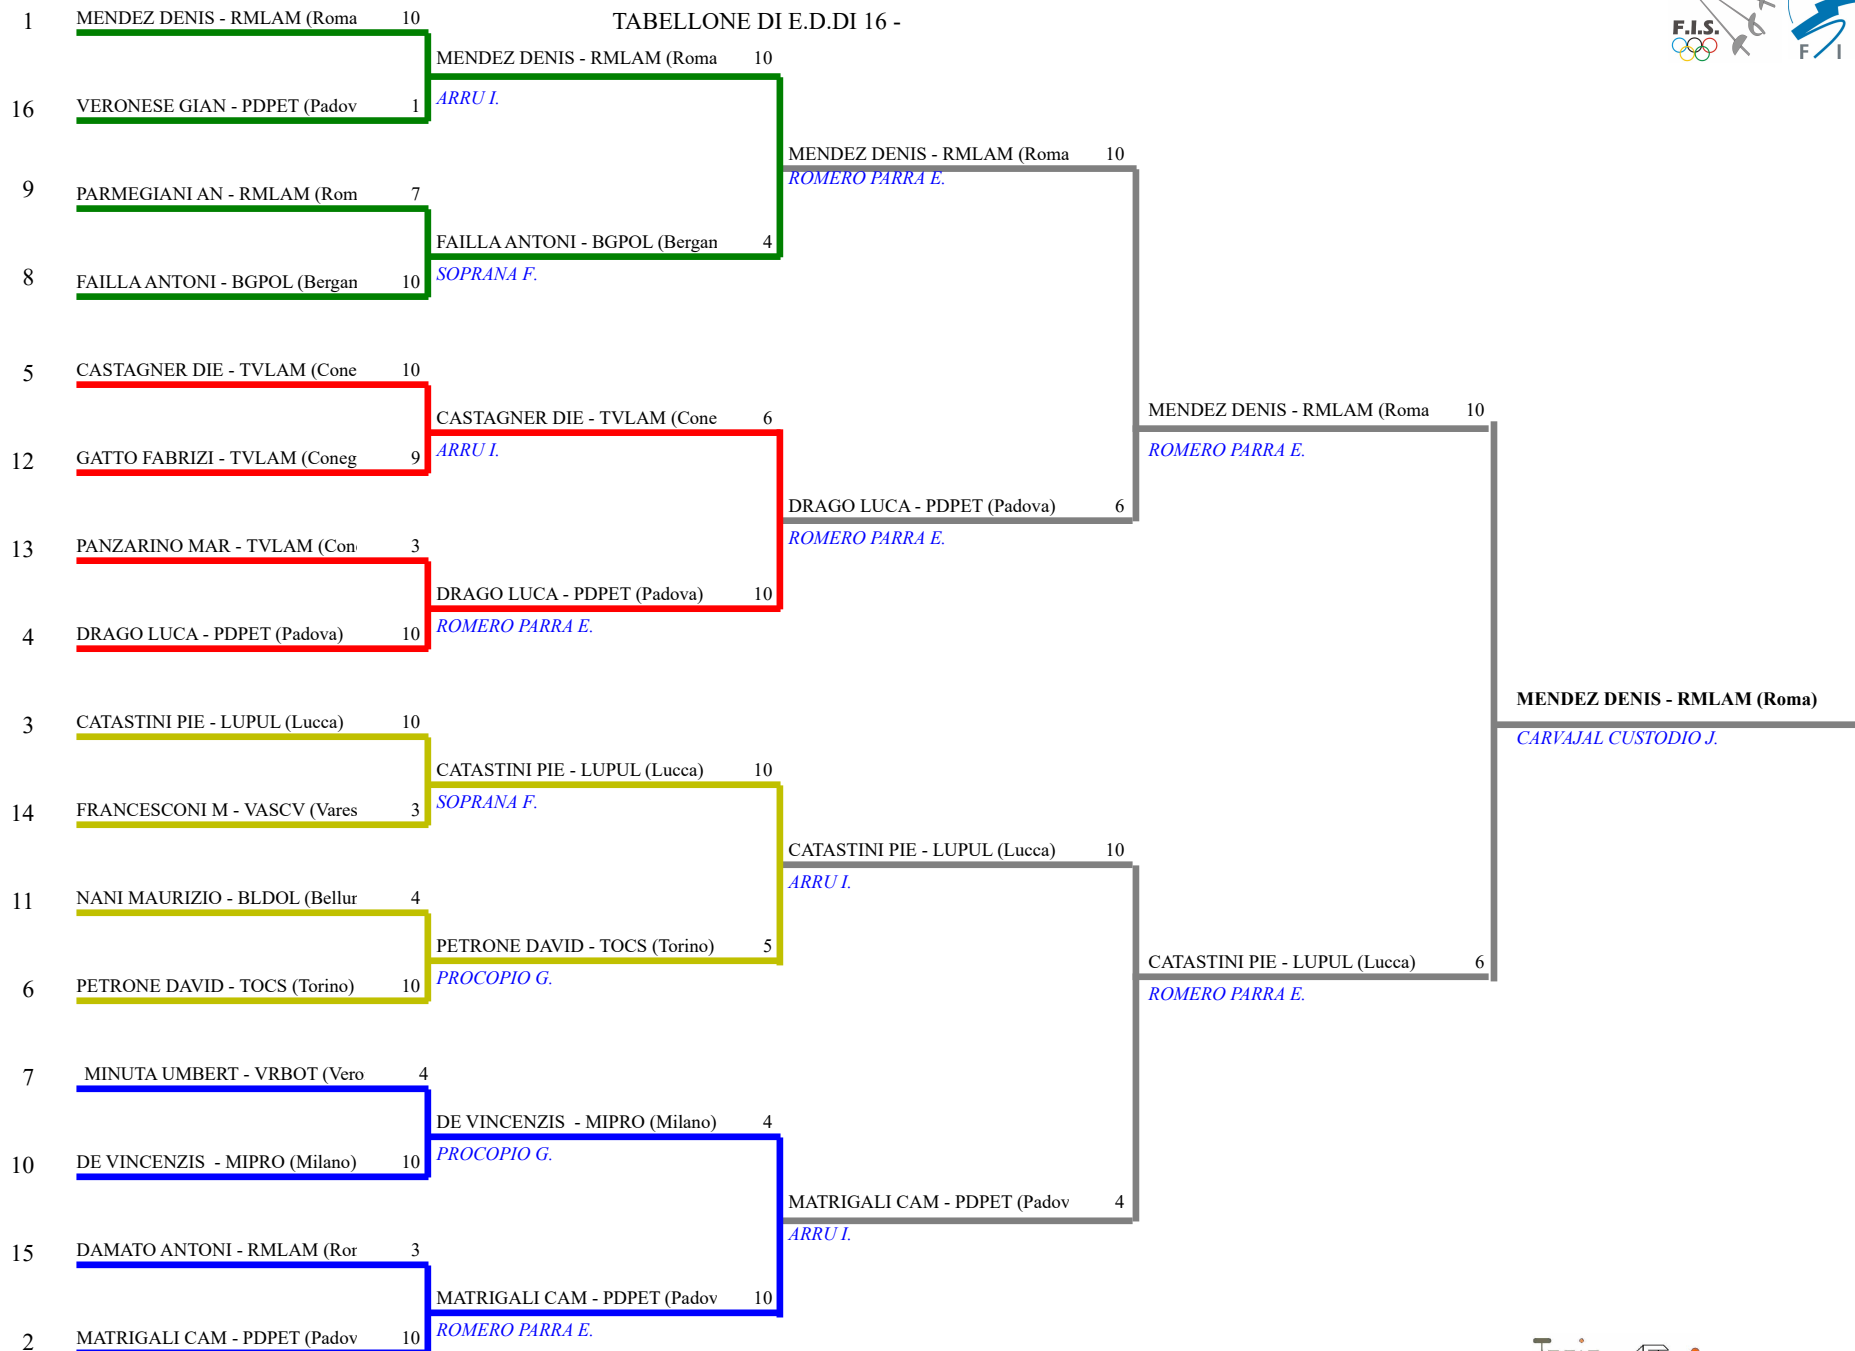 TABELLONE DI E.D.DI 16 -
F.I.S.
F I
1 MENDEZ DENIS - RMLAM (Roma 10
MENDEZ DENIS - RMLAM (Roma 10
ARRU I.
16 VERONESE GIAN - PDPET (Padov 1
MENDEZ DENIS - RMLAM (Roma 10
ROMERO PARRA E.
9 PARMEGIANI AN - RMLAM (Rom 7
FAILLA ANTONI - BGPOL (Bergan 4
SOPRANA F.
8 FAILLA ANTONI - BGPOL (Bergan 10
5 CASTAGNER DIE - TVLAM (Cone 10
CASTAGNER DIE - TVLAM (Cone 6
ARRU I.
MENDEZ DENIS - RMLAM (Roma 10
ROMERO PARRA E.
12 GATTO FABRIZI - TVLAM (Coneg 9
DRAGO LUCA - PDPET (Padova) 6
ROMERO PARRA E.
13 PANZARINO MAR - TVLAM (Con 3
DRAGO LUCA - PDPET (Padova) 10
ROMERO PARRA E.
4 DRAGO LUCA - PDPET (Padova) 10
MENDEZ DENIS - RMLAM (Roma)
CARVAJAL CUSTODIO J.
3 CATASTINI PIE - LUPUL (Lucca) 10
CATASTINI PIE - LUPUL (Lucca) 10
SOPRANA F.
14 FRANCESCONI M - VASCV (Vares 3
CATASTINI PIE - LUPUL (Lucca) 10
ARRU I.
11 NANI MAURIZIO - BLDOL (Bellur 4
PETRONE DAVID - TOCS (Torino) 5
PROCOPIO G.
CATASTINI PIE - LUPUL (Lucca) 6
ROMERO PARRA E.
6 PETRONE DAVID - TOCS (Torino) 10
7 MINUTA UMBERT - VRBOT (Vero 4
DE VINCENZIS - MIPRO (Milano) 4
PROCOPIO G.
10 DE VINCENZIS - MIPRO (Milano) 10
MATRIGALI CAM - PDPET (Padov 4
ARRU I.
15 DAMATO ANTONI - RMLAM (Ror 3
MATRIGALI CAM - PDPET (Padov 10
ROMERO PARRA E.
2 MATRIGALI CAM - PDPET (Padov 10